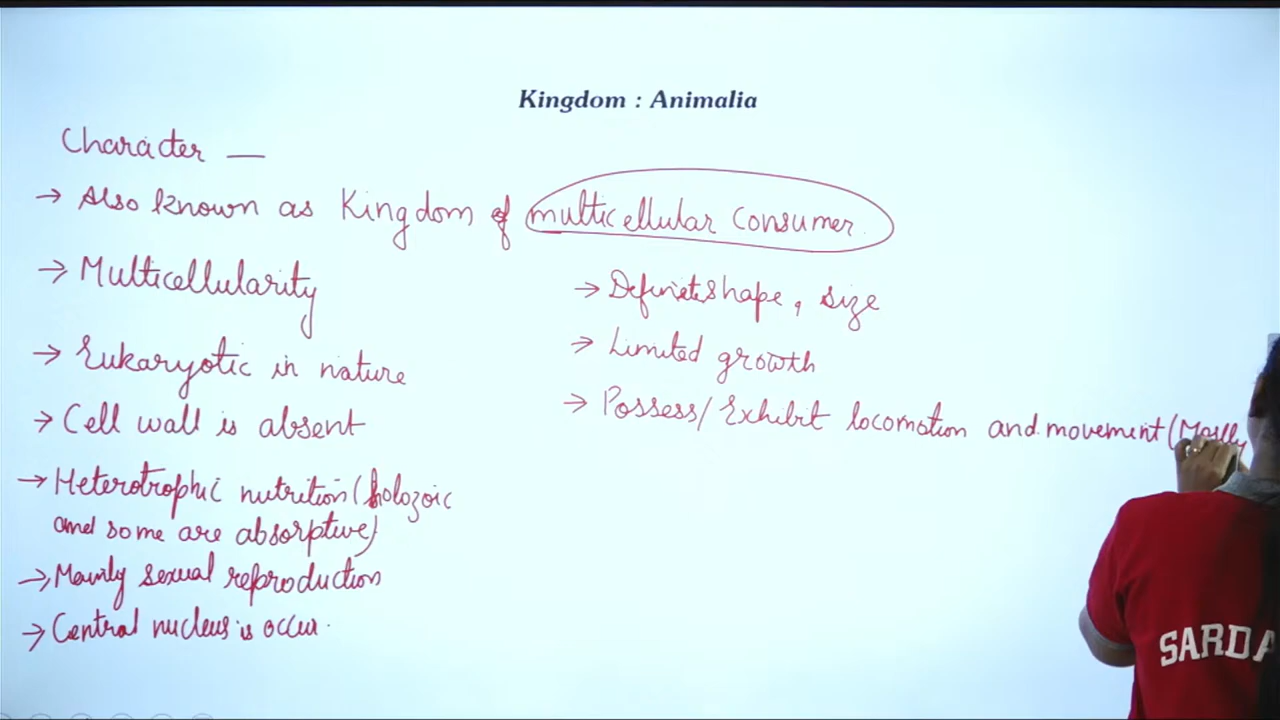 Kingdom : Animalia
Character —
→ Also known as Kingdom of multicellular consumer.
→ Multicellularity
→ Eukaryotic in nature
→ Cell wall is absent
→ Heterotrophic nutrition (holozoic
and some are absorptive)
→ Mainly sexual reproduction
→ Central nucleus is occur.
→ Definite shape, size
→ Limited growth
→ Possess/Exhibit locomotion and movement (Mostly
SARDA